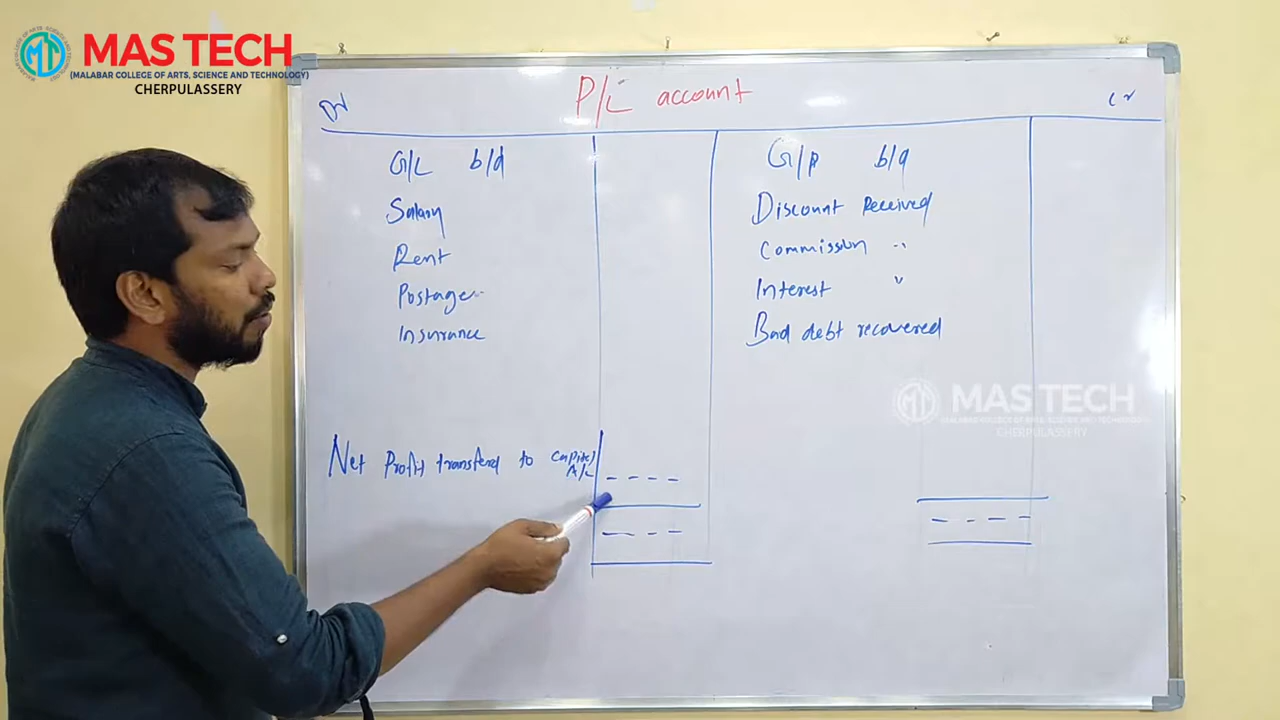 MAS TECH
(MALABAR COLLEGE OF ARTS, SCIENCE AND TECHNOLOGY)
CHERPULASSERY
P/L account
Dr
Cr
G/L b/d
Salary
Rent
Postage
Insurance
Net Profit transfered to capital
A/C
- - - -
- - -
G/P b/d
Discount Received
Commission "
Interest "
Bad debt recovered
- - - -
MAS TECH
CHERPULASSERY